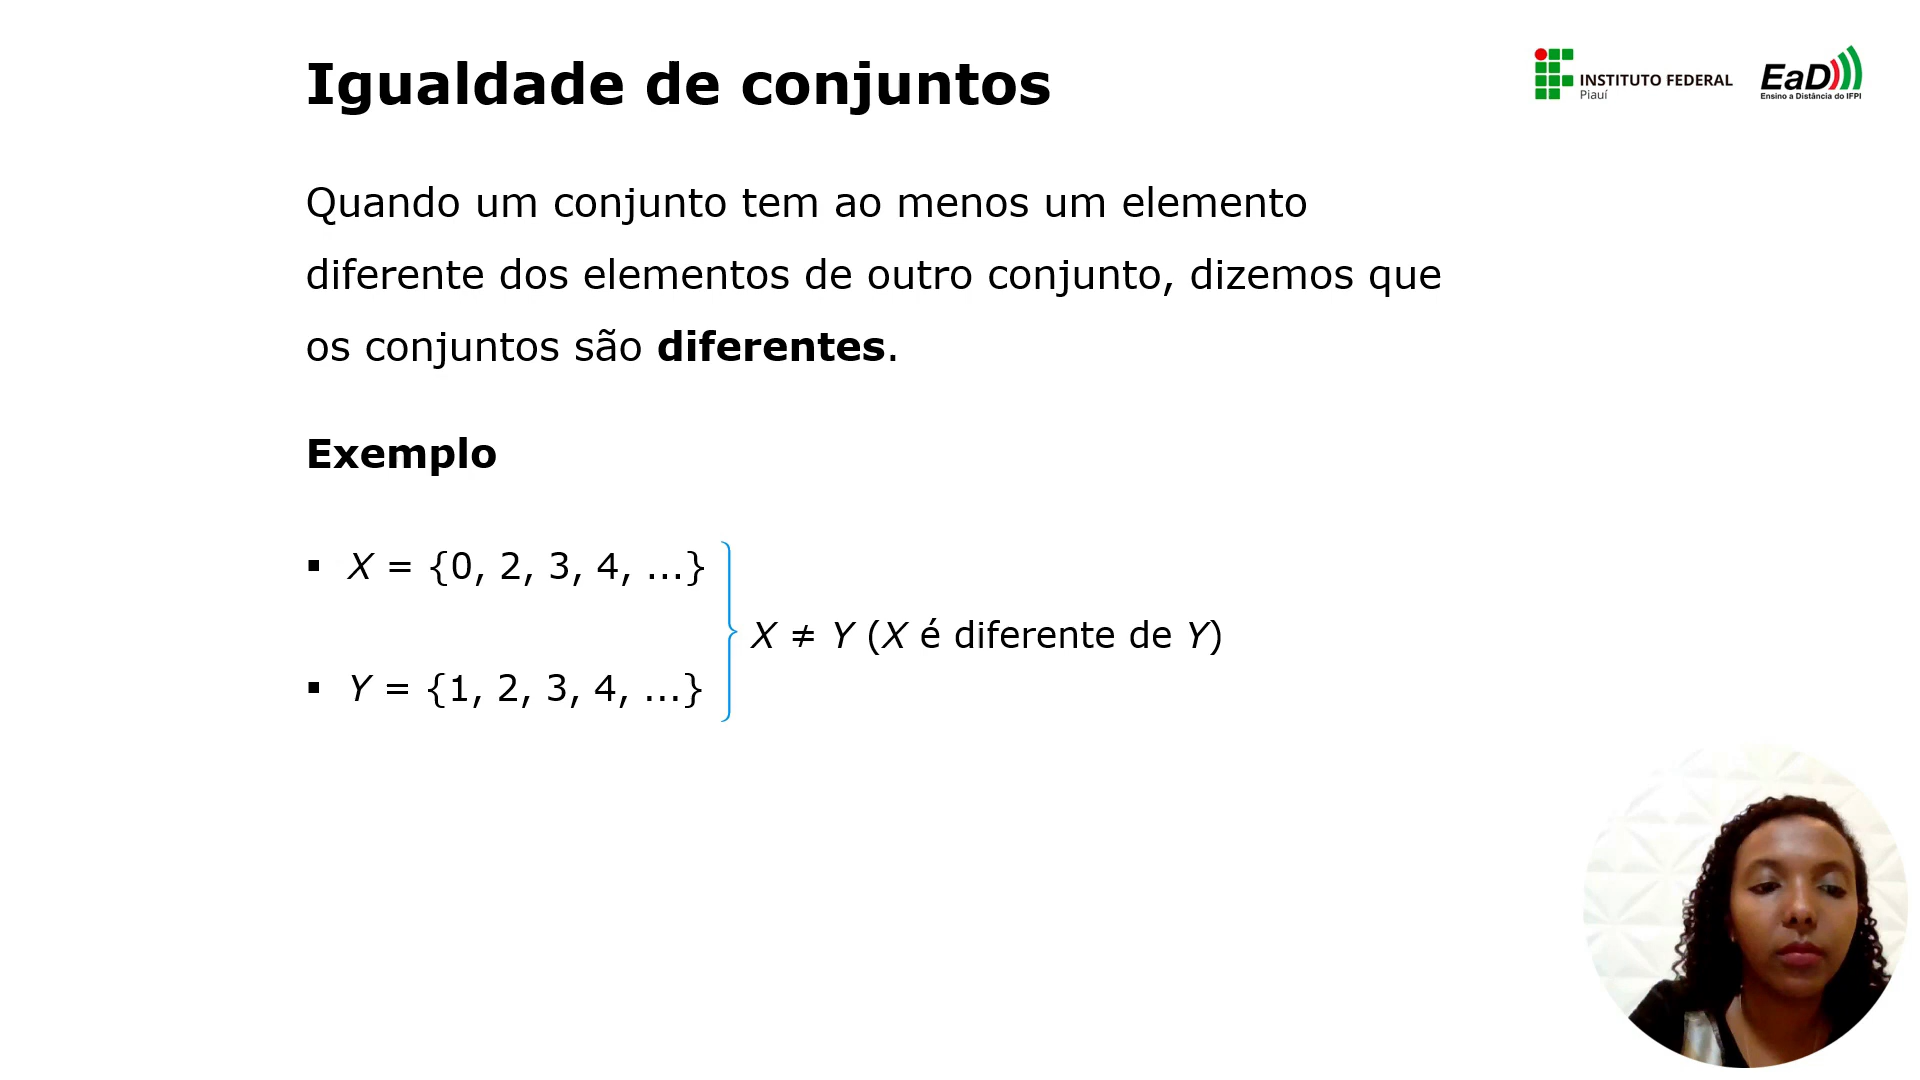 Igualdade de conjuntos
INSTITUTO FEDERAL
Piauí
EaD
Ensino a Distância do IFPI
Quando um conjunto tem ao menos um elemento
diferente dos elementos de outro conjunto, dizemos que
os conjuntos são diferentes.
Exemplo
▪ X = {0, 2, 3, 4, ...}
X ≠ Y (X é diferente de Y)
▪ Y = {1, 2, 3, 4, ...}